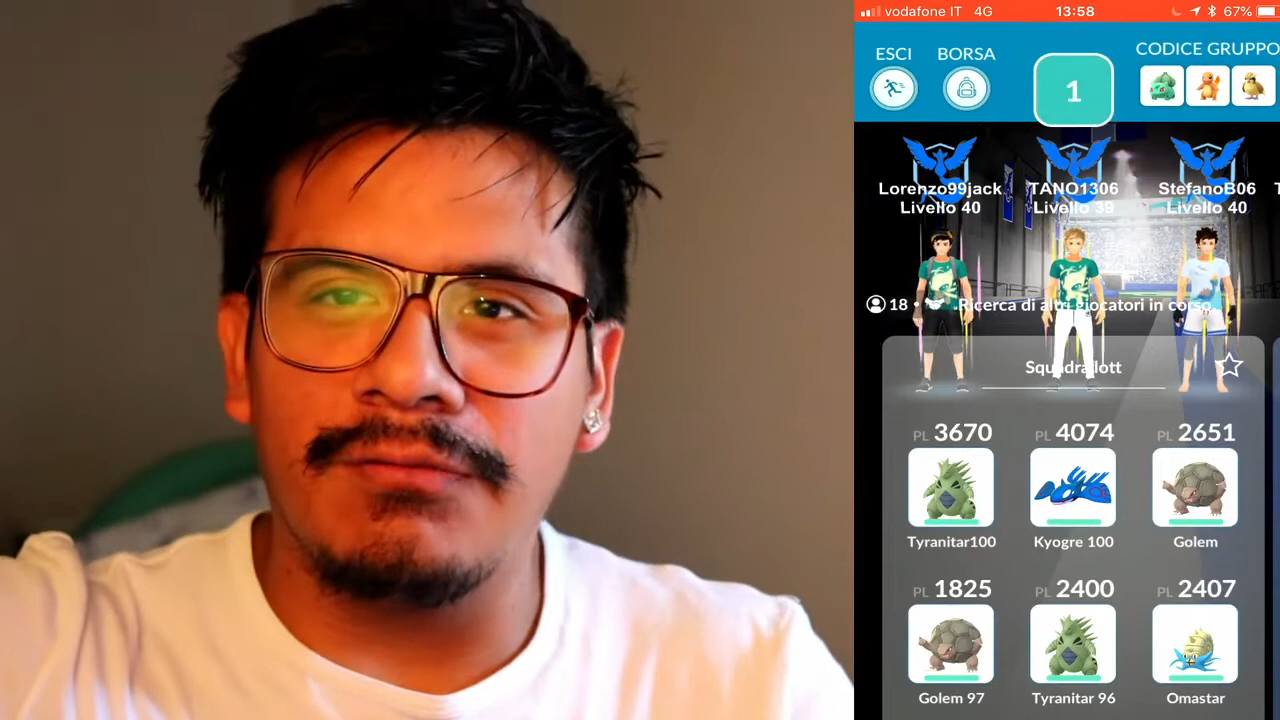 vodafone IT 4G 13:58 67%
ESCI BORSA CODICE GRUPPO
1
Lorenzo99jack TANO1306 StefanoB06
Livello 40 Livello 39 Livello 40
18 • Ricerca di altri giocatori in corso
Squadra lott
PL 3670 PL 4074 PL 2651
Tyranitar100 Kyogre 100 Golem
PL 1825 PL 2400 PL 2407
Golem 97 Tyranitar 96 Omastar